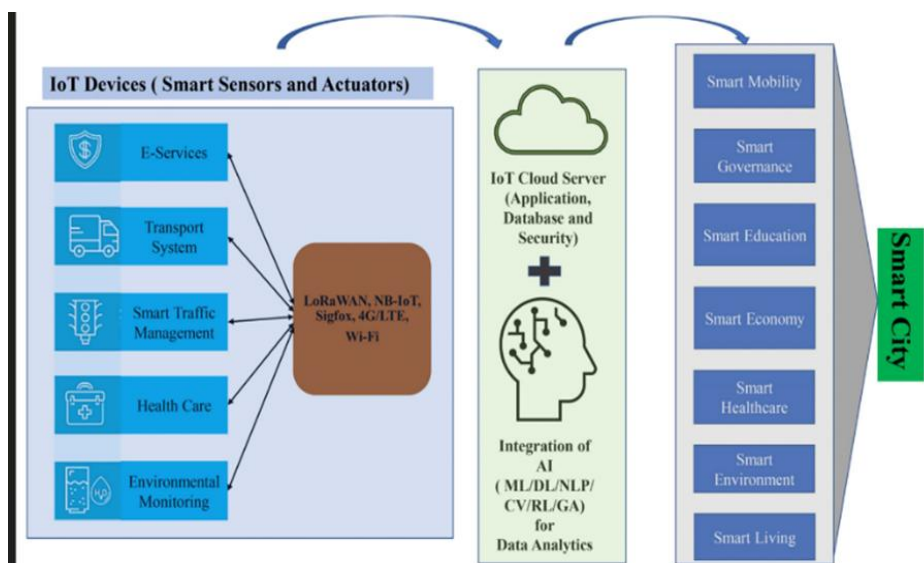 IoT Devices ( Smart Sensors and Actuators)
E-Services
Transport
System
Smart Traffic
Management
Health Care
Environmental
Monitoring
H₂O
$
LoRaWAN, NB-IoT,
Sigfox, 4G/LTE,
Wi-Fi
IoT Cloud Server
(Application,
Database and
Security)
Integration of
AI
( ML/DL/NLP/
CV/RL/GA)
for
Data Analytics
Smart Mobility
Smart
Governance
Smart Education
Smart Economy
Smart
Healthcare
Smart
Environment
Smart Living
Smart City